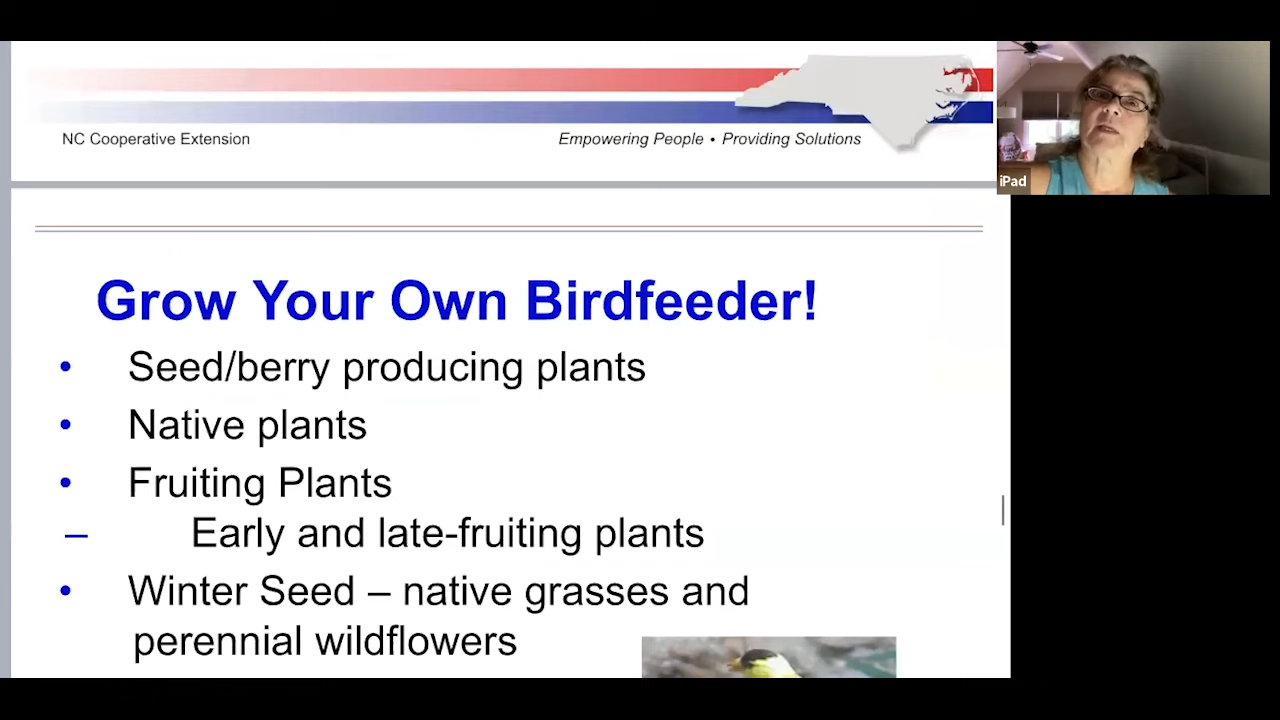 NC Cooperative Extension
Empowering People • Providing Solutions
iPad
Grow Your Own Birdfeeder!
• Seed/berry producing plants
• Native plants
• Fruiting Plants
– Early and late-fruiting plants
• Winter Seed – native grasses and
perennial wildflowers